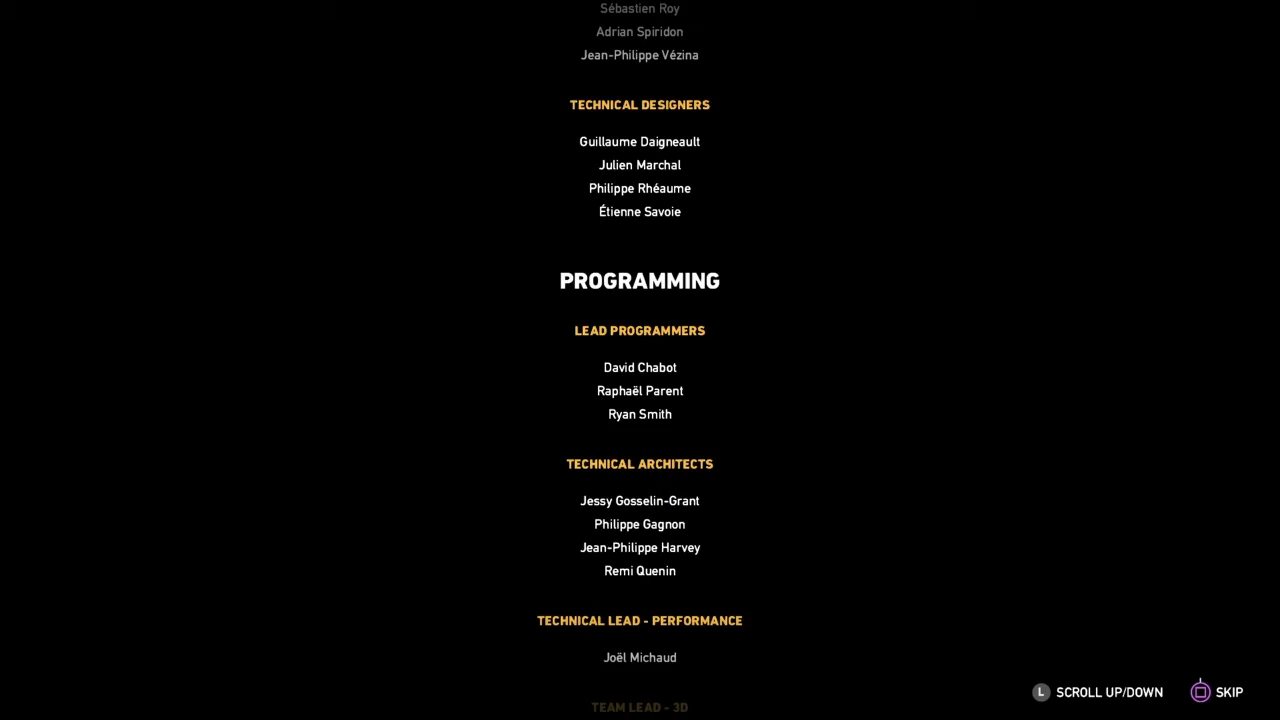 Sébastien Roy
Adrian Spiridon
Jean-Philippe Vézina
TECHNICAL DESIGNERS
Guillaume Daigneault
Julien Marchal
Philippe Rhéaume
Étienne Savoie
PROGRAMMING
LEAD PROGRAMMERS
David Chabot
Raphaël Parent
Ryan Smith
TECHNICAL ARCHITECTS
Jessy Gosselin-Grant
Philippe Gagnon
Jean-Philippe Harvey
Remi Quenin
TECHNICAL LEAD - PERFORMANCE
Joël Michaud
L SCROLL UP/DOWN SKIP
TEAM LEAD - 3D